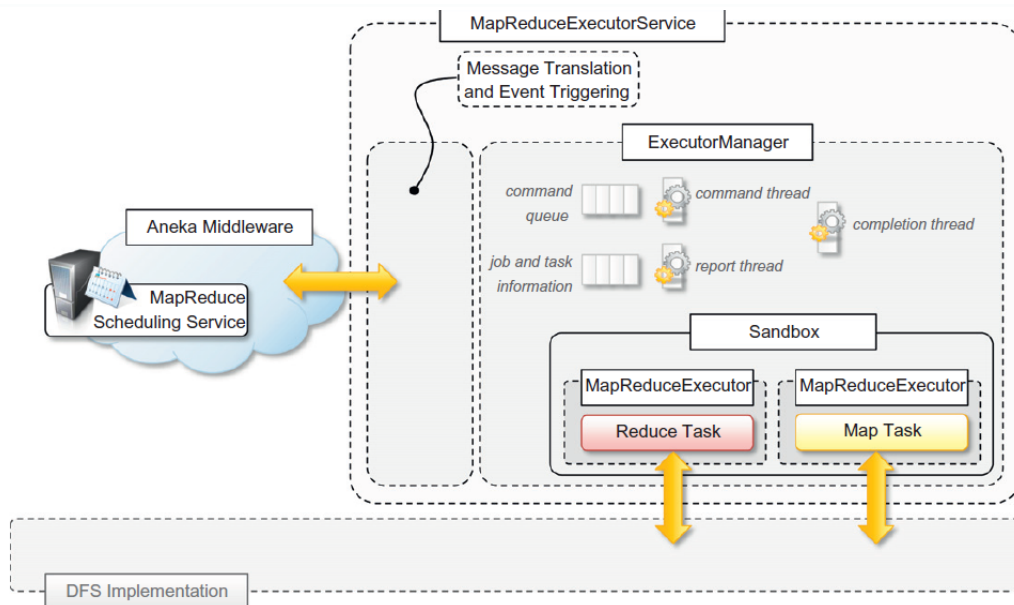 MapReduceExecutorService
Message Translation
and Event Triggering
ExecutorManager
command
queue
command thread
completion thread
job and task
information
report thread
Aneka Middleware
MapReduce
Scheduling Service
Sandbox
MapReduceExecutor
Reduce Task
MapReduceExecutor
Map Task
DFS Implementation